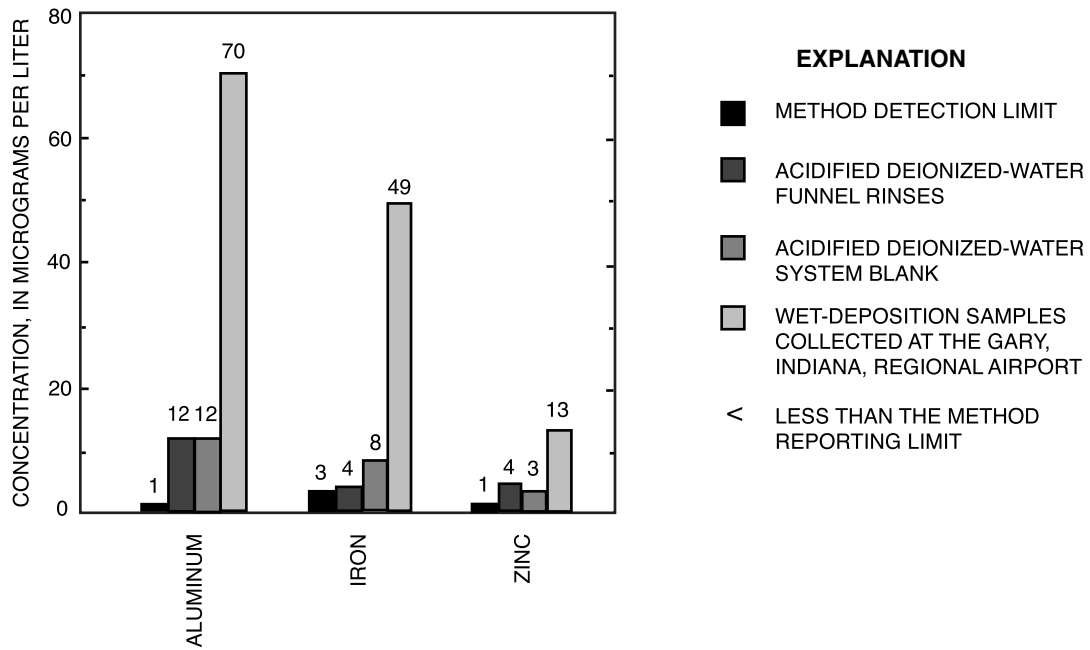 CONCENTRATION, IN MICROGRAMS PER LITER
80
60
40
20
0
1
12
12
70
3
4
8
49
1
4
3
13
ALUMINUM
IRON
ZINC
EXPLANATION
METHOD DETECTION LIMIT
ACIDIFIED DEIONIZED-WATER
FUNNEL RINSES
ACIDIFIED DEIONIZED-WATER
SYSTEM BLANK
WET-DEPOSITION SAMPLES
COLLECTED AT THE GARY,
INDIANA, REGIONAL AIRPORT
< LESS THAN THE METHOD
REPORTING LIMIT